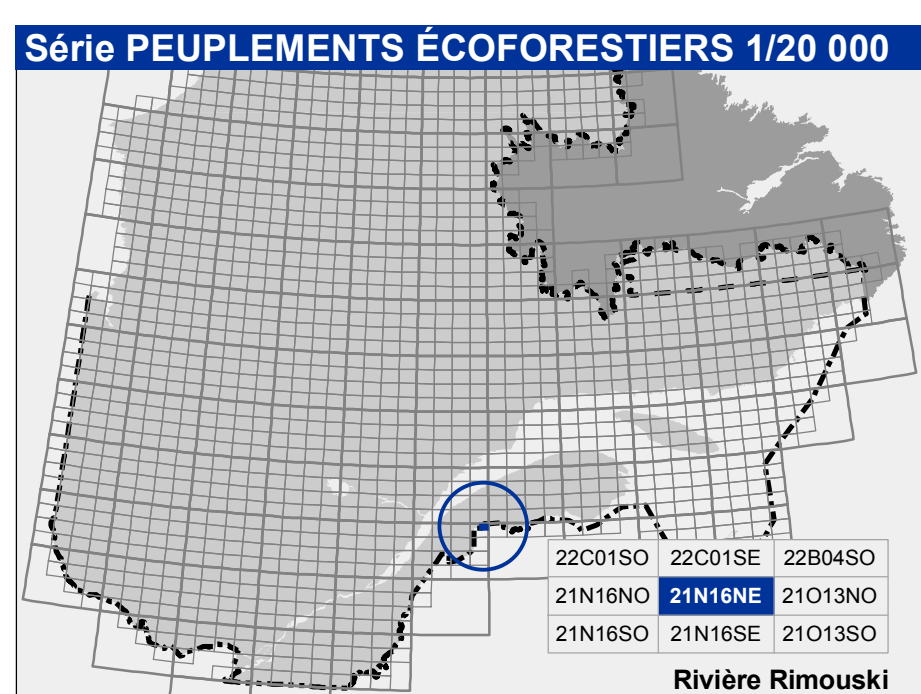 Série PEUPLEMENTS ÉCOFORESTIERS 1/20 000
22C01SO 22C01SE 22B04SO
21N16NO 21N16NE 21O13NO
21N16SO 21N16SE 21O13SO
Rivière Rimouski